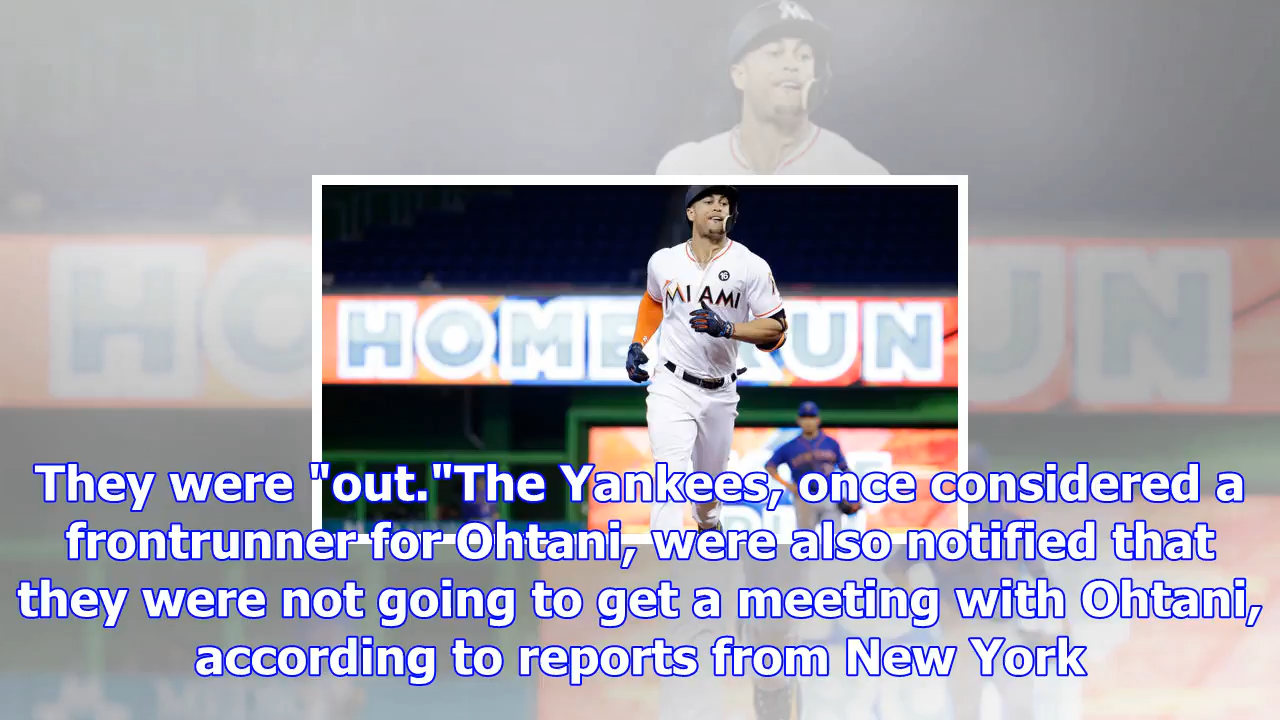 HOME RUN
16
MIAMI
They were "out."The Yankees, once considered a
frontrunner for Ohtani, were also notified that
they were not going to get a meeting with Ohtani,
according to reports from New York